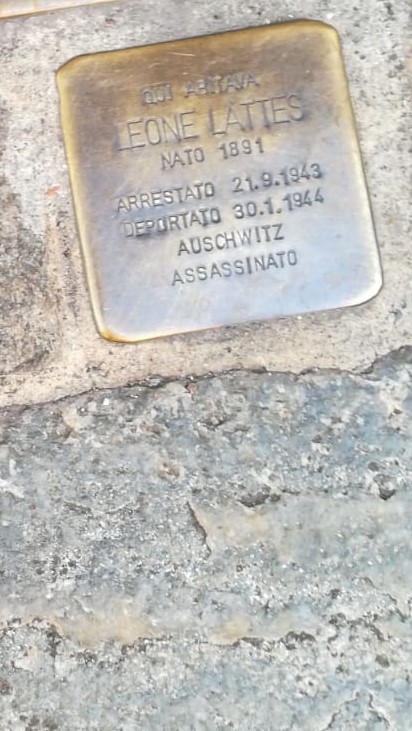 QUI ABITAVA
LEONE LATTES
NATO 1891
ARRESTATO 21.9.1943
DEPORTATO 30.1.1944
AUSCHWITZ
ASSASSINATO